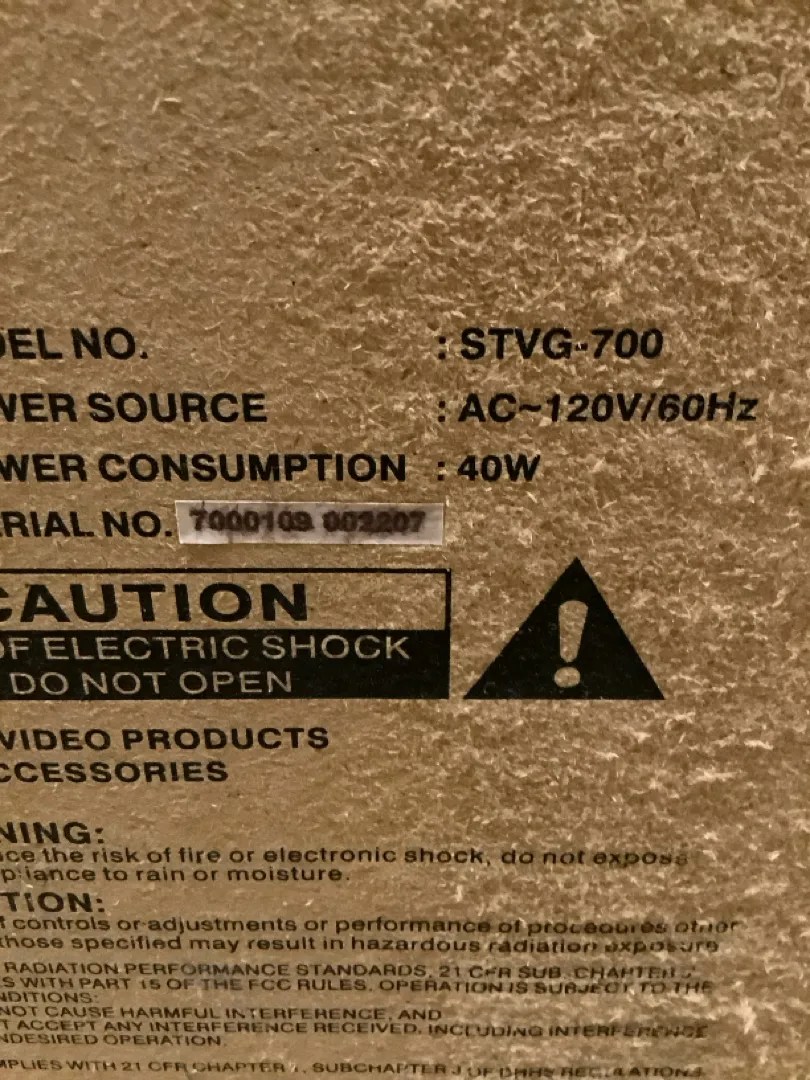 DEL NO. : STVG-700
WER SOURCE : AC~120V/60Hz
WER CONSUMPTION : 40W
RIAL NO. 7000109 002207
CAUTION
OF ELECTRIC SHOCK
DO NOT OPEN
VIDEO PRODUCTS
CCESSORIES
NING:
ce the risk of fire or electronic shock, do not expose
pliance to rain or moisture.
TION:
f controls or adjustments or performance of procedures other
those specified may result in hazardous radiation exposure
RADIATION PERFORMANCE STANDARDS, 21 CFR SUB CHAPTER J
S WITH PART 15 OF THE FCC RULES. OPERATION IS SUBJECT TO THE
NDITIONS:
NOT CAUSE HARMFUL INTERFERENCE, AND
T ACCEPT ANY INTERFERENCE RECEIVED, INCLUDING INTERFERENCE
NDESIRED OPERATION.
MPLIES WITH 21 CFR CHAPTER 1, SUBCHAPTER J OF DHHS REGULATIONS